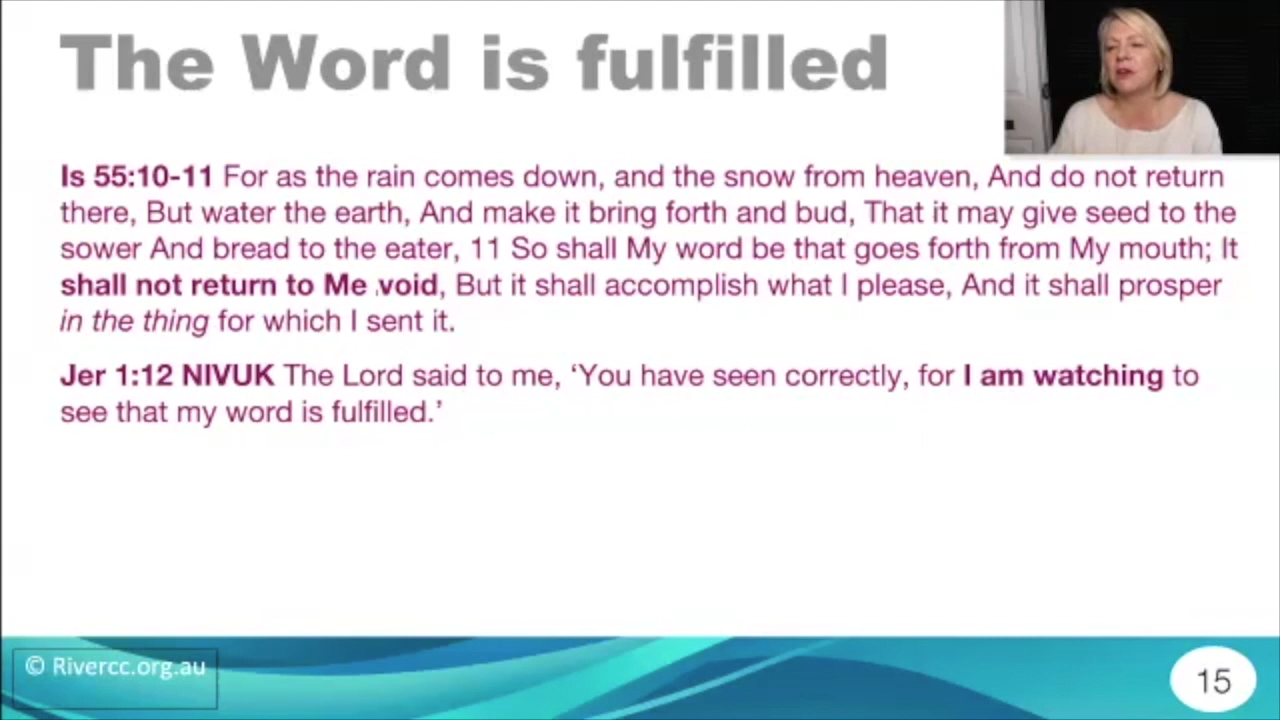 The Word is fulfilled
Is 55:10-11 For as the rain comes down, and the snow from heaven, And do not return
there, But water the earth, And make it bring forth and bud, That it may give seed to the
sower And bread to the eater, 11 So shall My word be that goes forth from My mouth; It
shall not return to Me void, But it shall accomplish what I please, And it shall prosper
in the thing for which I sent it.
Jer 1:12 NIVUK The Lord said to me, ‘You have seen correctly, for I am watching to
see that my word is fulfilled.’
© Rivercc.org.au
15